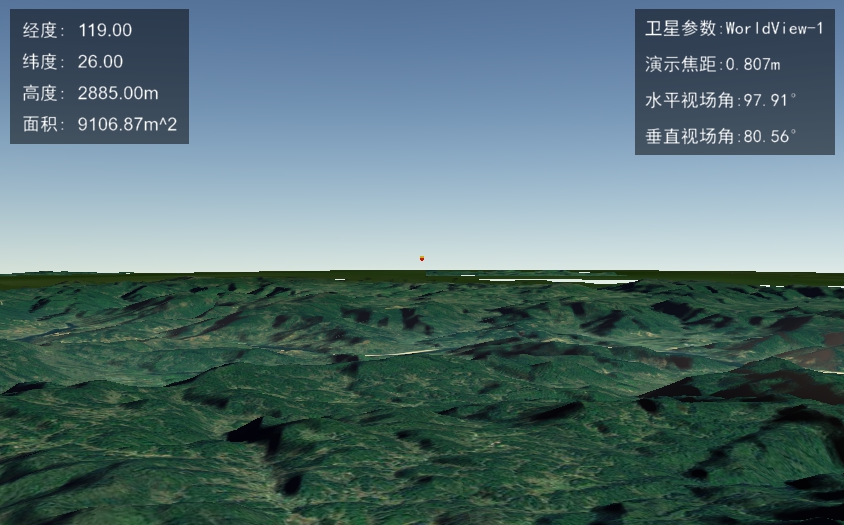 经度: 119.00
纬度: 26.00
高度: 2885.00m
面积: 9106.87m^2
卫星参数:WorldView-1
演示焦距:0.807m
水平视场角:97.91°
垂直视场角:80.56°